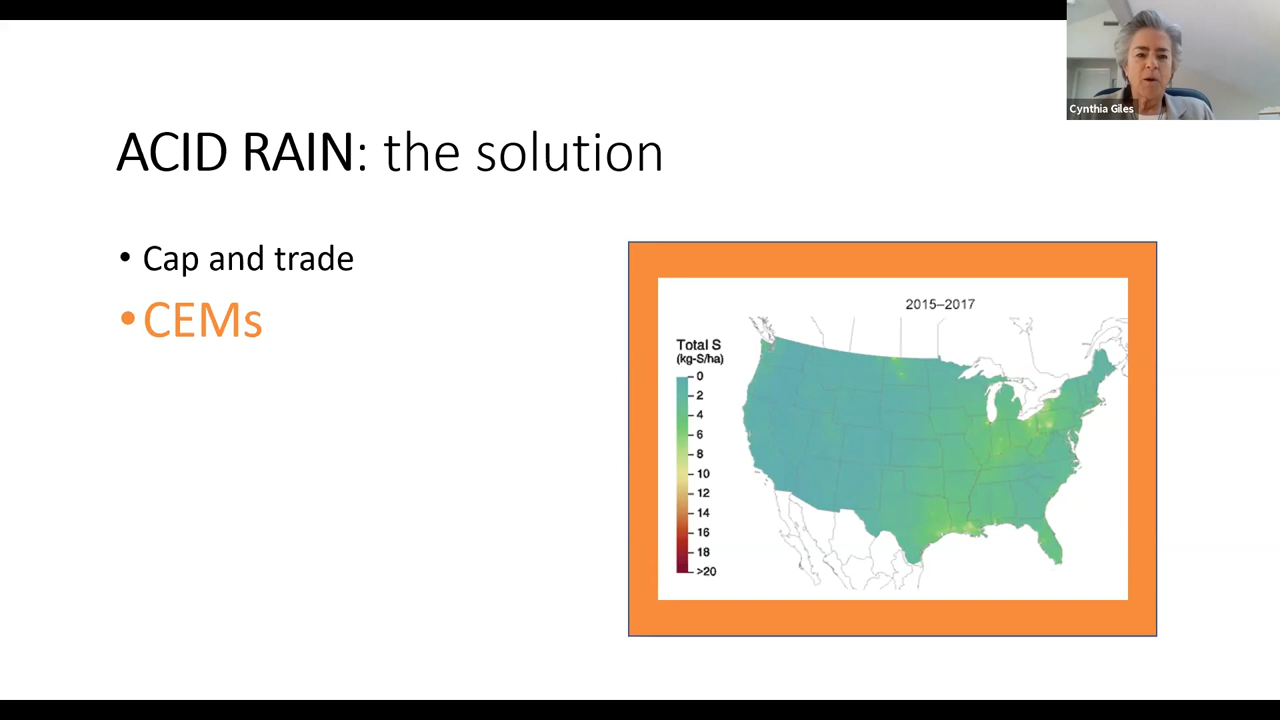 Cynthia Giles
ACID RAIN: the solution
• Cap and trade
• CEMs
2015–2017
Total S
(kg-S/ha)
0
2
4
6
8
10
12
14
16
18
>20